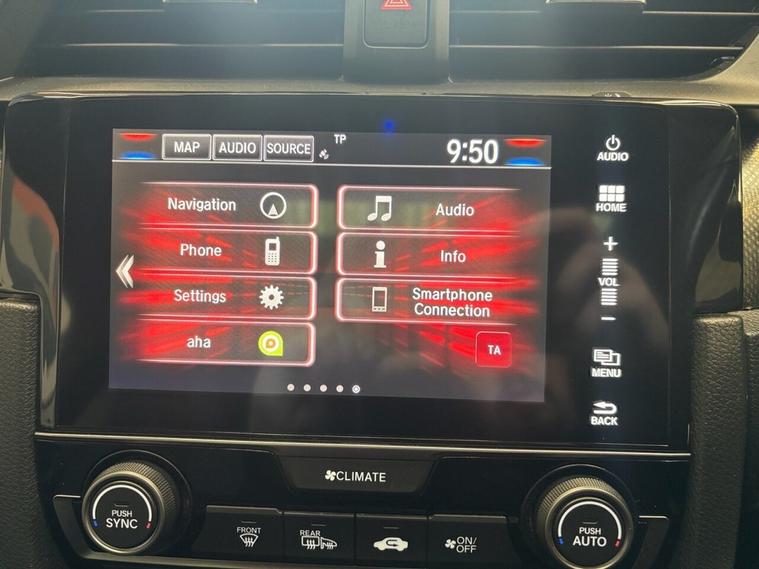 MAP AUDIO SOURCE TP 9:50
Navigation
Phone
Settings
aha
Audio
Info
Smartphone
Connection
TA
AUDIO
HOME
+
VOL
-
MENU
BACK
CLIMATE
PUSH
SYNC
FRONT
REAR
ON/
OFF
PUSH
AUTO